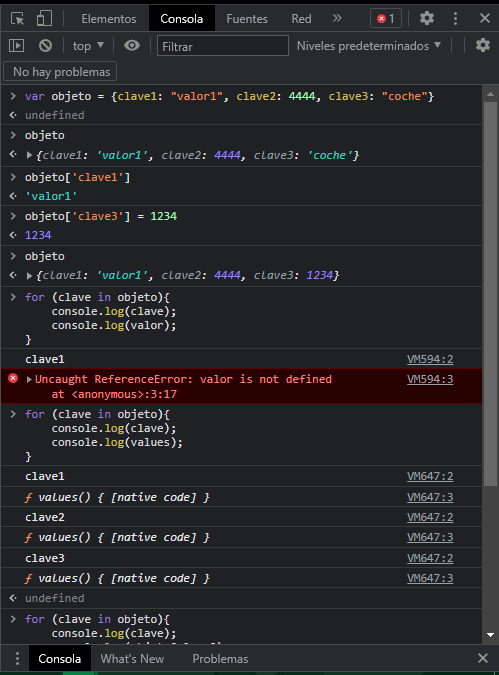 Elementos Consola Fuentes Red » 1
top Filtrar Niveles predeterminados
No hay problemas
> var objeto = {clave1: "valor1", clave2: 4444, clave3: "coche"}
undefined
> objeto
{clave1: 'valor1', clave2: 4444, clave3: 'coche'}
> objeto['clave1']
'valor1'
> objeto['clave3'] = 1234
1234
> objeto
{clave1: 'valor1', clave2: 4444, clave3: 1234}
> for (clave in objeto){
console.log(clave);
console.log(valor);
}
clave1 VM594:2
Uncaught ReferenceError: valor is not defined VM594:3
at <anonymous>:3:17
> for (clave in objeto){
console.log(clave);
console.log(values);
}
clave1 VM647:2
ƒ values() { [native code] } VM647:3
clave2 VM647:2
ƒ values() { [native code] } VM647:3
clave3 VM647:2
ƒ values() { [native code] } VM647:3
undefined
> for (clave in objeto){
console.log(clave);
Consola What's New Problemas